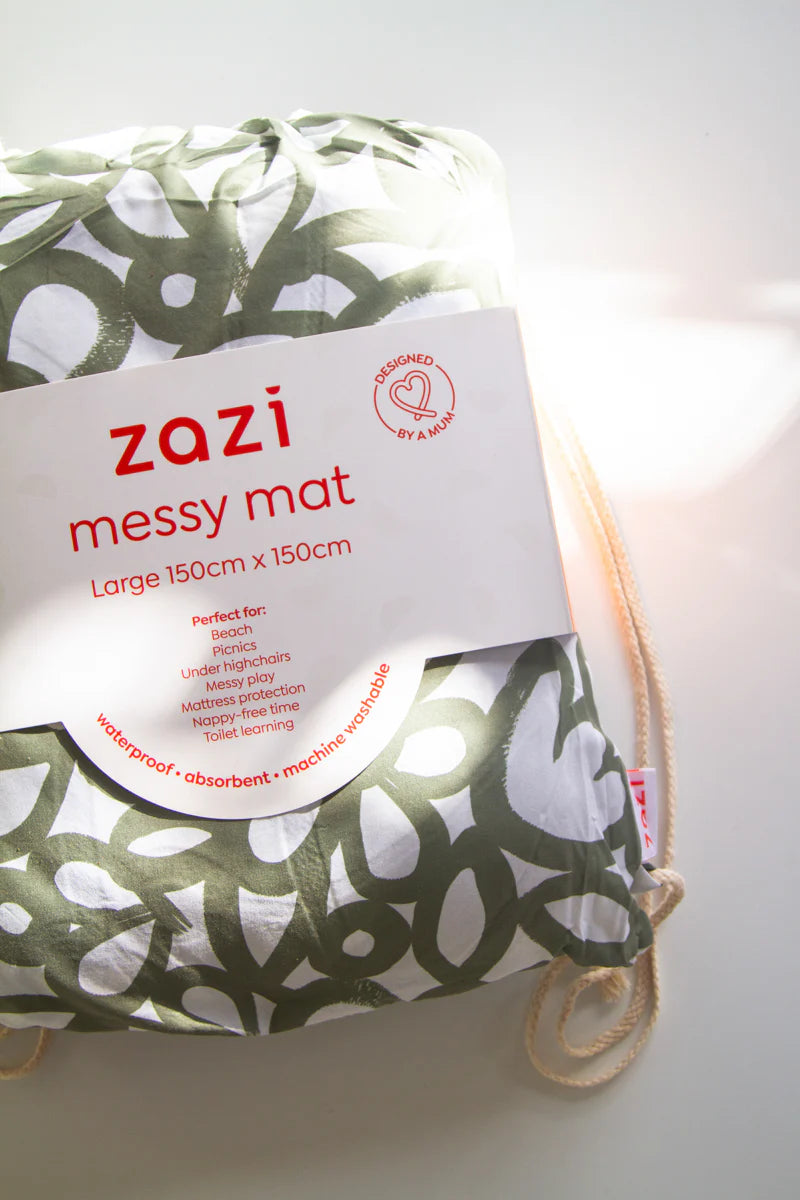 DESIGNED
BY A MUM
zazi
messy mat
Large 150cm x 150cm
Perfect for:
Beach
Picnics
Under highchairs
Messy play
Mattress protection
Nappy-free time
Toilet learning
waterproof • absorbent • machine washable
zazi